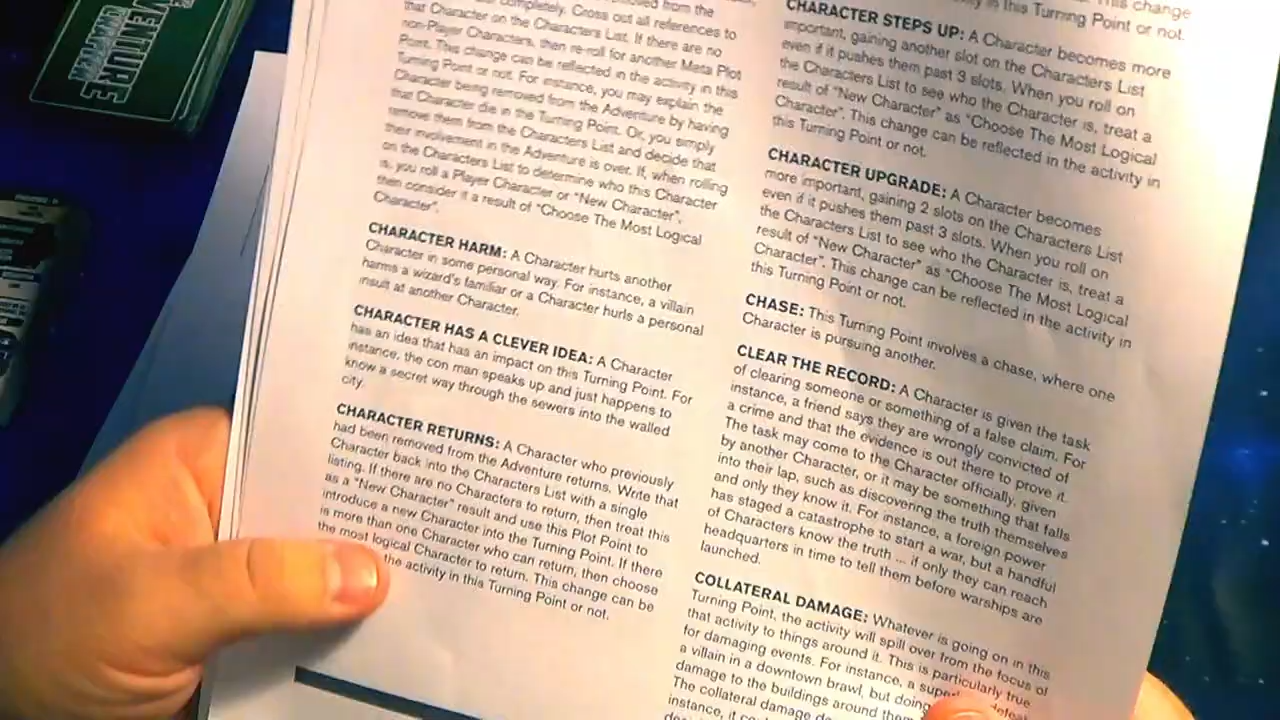 VENTURE
moved from the
completely. Cross out all references to
that Character on the Characters List. If there are no
non-Player Characters, then re-roll for another Meta Plot
Point. This change can be reflected in the activity in this
Turning Point or not. For instance, you may explain the
Character being removed from the Adventure by having
that Character die in the Turning Point. Or, you simply
remove them from the Characters List and decide that
their involvement in the Adventure is over. If, when rolling
on the Characters List to determine who this Character
is, you roll a Player Character or "New Character",
then consider it a result of "Choose The Most Logical
Character".
CHARACTER HARM: A Character hurts another
Character in some personal way. For instance, a villain
harms a wizard's familiar or a Character hurls a personal
insult at another Character.
CHARACTER HAS A CLEVER IDEA: A Character
has an idea that has an impact on this Turning Point. For
instance, the con man speaks up and just happens to
know a secret way through the sewers into the walled
city.
CHARACTER RETURNS: A Character who previously
had been removed from the Adventure returns. Write that
Character back into the Characters List with a single
listing. If there are no Characters to return, then treat this
as a "New Character" result and use this Plot Point to
introduce a new Character into the Turning Point. If there
is more than one Character who can return, then choose
the most logical Character to return. This change can be
the activity in this Turning Point or not.
This change
in this Turning Point or not.
CHARACTER STEPS UP: A Character becomes more
important, gaining another slot on the Characters List
even if it pushes them past 3 slots. When you roll on
the Characters List to see who the Character is, treat a
result of "New Character" as "Choose The Most Logical
Character". This change can be reflected in the activity in
this Turning Point or not.
CHARACTER UPGRADE: A Character becomes
more important, gaining 2 slots on the Characters List
even if it pushes them past 3 slots. When you roll on
the Characters List to see who the Character is, treat a
result of "New Character" as "Choose The Most Logical
Character". This change can be reflected in the activity in
this Turning Point or not.
CHASE: This Turning Point involves a chase, where one
Character is pursuing another.
CLEAR THE RECORD: A Character is given the task
of clearing someone or something of a false claim. For
instance, a friend says they are wrongly convicted of
a crime and that the evidence is out there to prove it.
The task may come to the Character officially, given
by another Character, or it may be something that falls
into their lap, such as discovering the truth themselves
and only they know it. For instance, a foreign power
has staged a catastrophe to start a war, but a handful
of Characters know the truth ... if only they can reach
headquarters in time to tell them before warships are
launched.
COLLATERAL DAMAGE: Whatever is going on in this
Turning Point, the activity will spill over from the focus of
that activity to things around it. This is particularly true
for damaging events. For instance, a
a villain in a downtown brawl, but doing
damage to the buildings around them
The collateral damage
instance, it